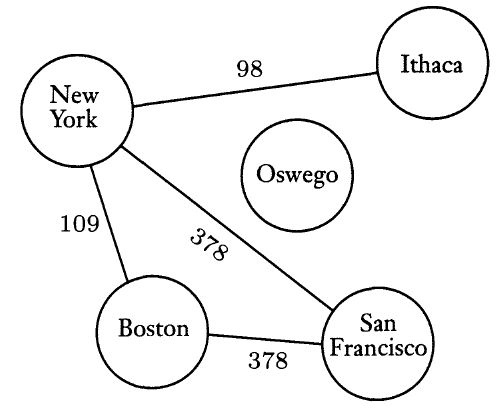 98
Ithaca
New
York
Oswego
109
378
Boston
San
Francisco
378